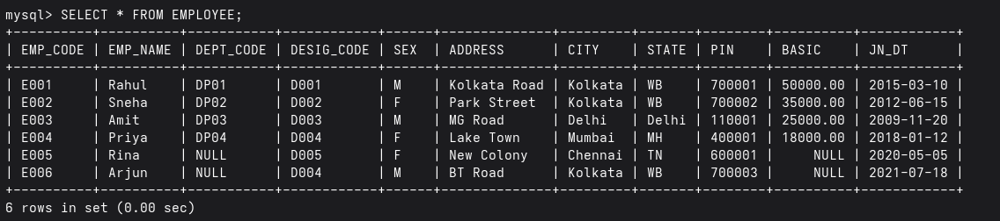 mysql> SELECT * FROM EMPLOYEE;
+----------+----------+-----------+------------+------+--------------+---------+-------+--------+----------+------------+
| EMP_CODE | EMP_NAME | DEPT_CODE | DESIG_CODE | SEX  | ADDRESS      | CITY    | STATE | PIN    | BASIC    | JN_DT      |
+----------+----------+-----------+------------+------+--------------+---------+-------+--------+----------+------------+
| E001     | Rahul    | DP01      | D001       | M    | Kolkata Road | Kolkata | WB    | 700001 | 50000.00 | 2015-03-10 |
| E002     | Sneha    | DP02      | D002       | F    | Park Street  | Kolkata | WB    | 700002 | 35000.00 | 2012-06-15 |
| E003     | Amit     | DP03      | D003       | M    | MG Road      | Delhi   | Delhi | 110001 | 25000.00 | 2009-11-20 |
| E004     | Priya    | DP04      | D004       | F    | Lake Town    | Mumbai  | MH    | 400001 | 18000.00 | 2018-01-12 |
| E005     | Rina     | NULL      | D005       | F    | New Colony   | Chennai | TN    | 600001 |     NULL | 2020-05-05 |
| E006     | Arjun    | NULL      | D004       | M    | BT Road      | Kolkata | WB    | 700003 |     NULL | 2021-07-18 |
+----------+----------+-----------+------------+------+--------------+---------+-------+--------+----------+------------+
6 rows in set (0.00 sec)